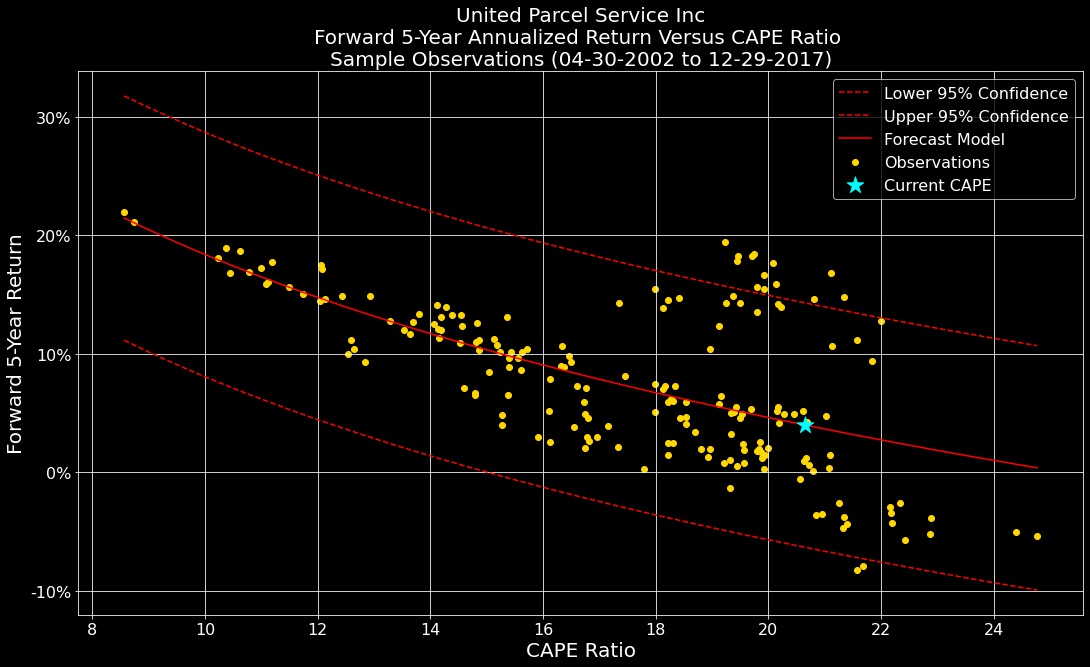 United Parcel Service Inc
Forward 5-Year Annualized Return Versus CAPE Ratio
Sample Observations (04-30-2002 to 12-29-2017)
Lower 95% Confidence
Upper 95% Confidence
Forecast Model
Observations
Current CAPE
Forward 5-Year Return
30%
20%
10%
0%
-10%
8 10 12 14 16 18 20 22 24
CAPE Ratio